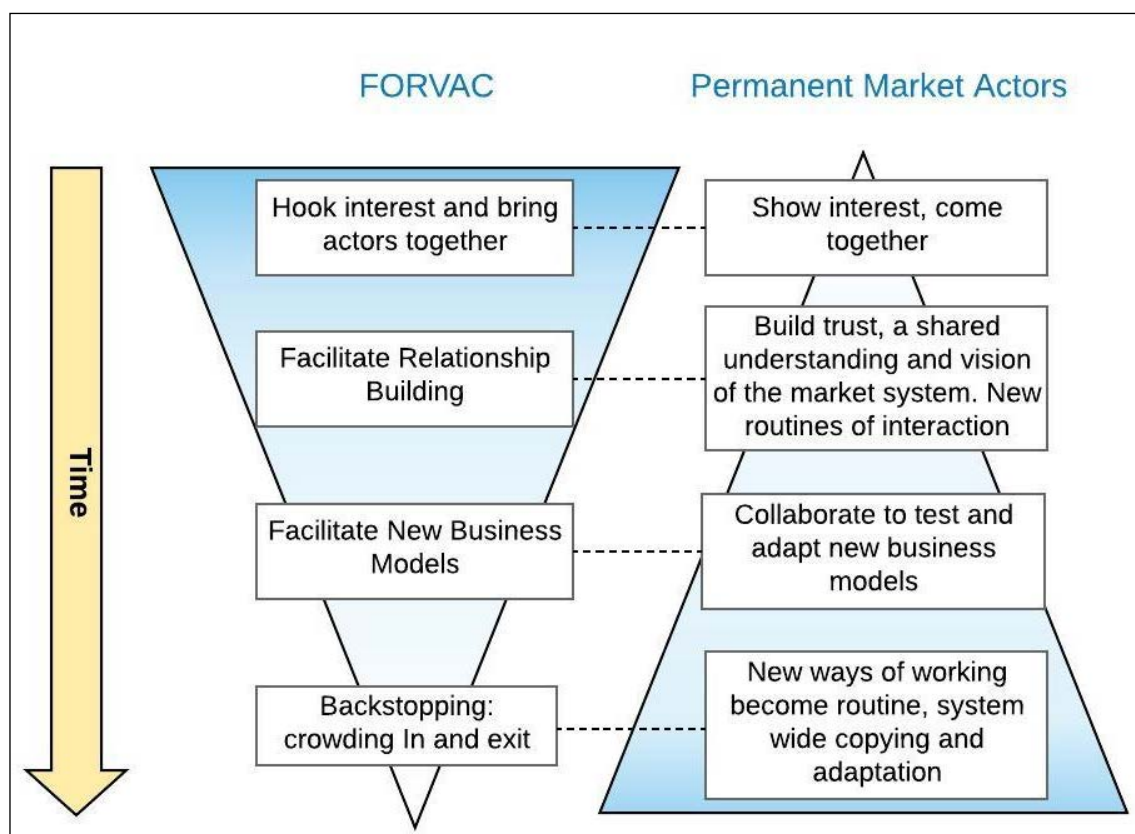 FORVAC
Permanent Market Actors
Time
Hook interest and bring
actors together
Show interest, come
together
Facilitate Relationship
Building
Build trust, a shared
understanding and vision
of the market system. New
routines of interaction
Facilitate New Business
Models
Collaborate to test and
adapt new business
models
Backstopping:
crowding In and exit
New ways of working
become routine, system
wide copying and
adaptation